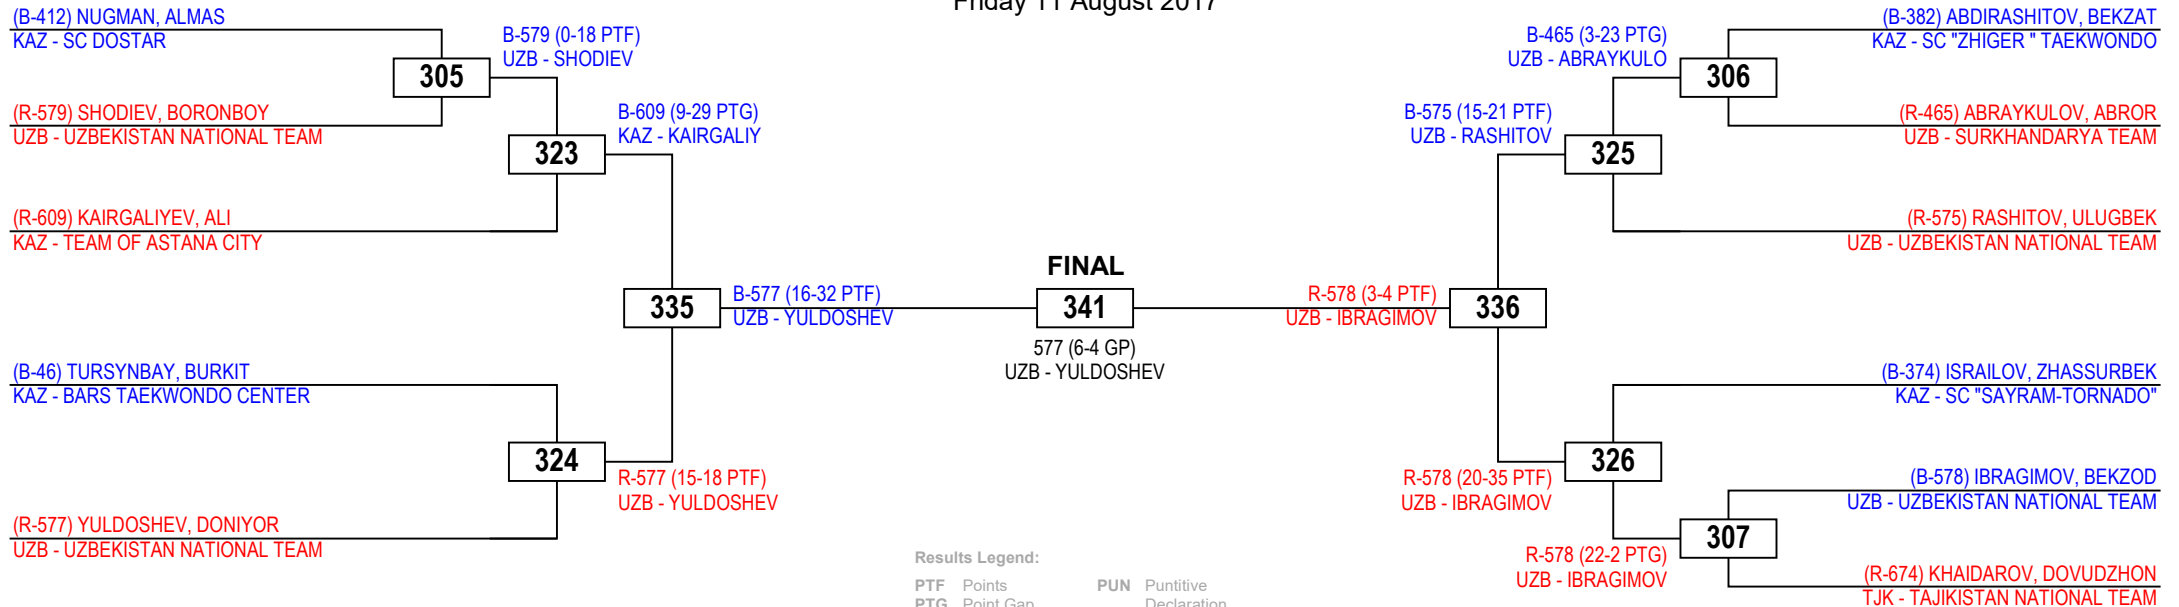 Friday 11 August 2017
(B-412) NUGMAN, ALMAS
KAZ - SC DOSTAR
305
(R-579) SHODIEV, BORONBOY
UZB - UZBEKISTAN NATIONAL TEAM
B-579 (0-18 PTF)
UZB - SHODIEV
323
(R-609) KAIRGALIYEV, ALI
KAZ - TEAM OF ASTANA CITY
B-609 (9-29 PTG)
KAZ - KAIRGALIY
335
B-577 (16-32 PTF)
UZB - YULDOSHEV
(B-46) TURSYNBAY, BURKIT
KAZ - BARS TAEKWONDO CENTER
324
R-577 (15-18 PTF)
UZB - YULDOSHEV
(R-577) YULDOSHEV, DONIYOR
UZB - UZBEKISTAN NATIONAL TEAM
FINAL
341
577 (6-4 GP)
UZB - YULDOSHEV
(B-382) ABDIRASHITOV, BEKZAT
KAZ - SC "ZHIGER " TAEKWONDO
306
B-465 (3-23 PTG)
UZB - ABRAYKULO
(R-465) ABRAYKULOV, ABROR
UZB - SURKHANDARYA TEAM
B-575 (15-21 PTF)
UZB - RASHITOV
325
(R-575) RASHITOV, ULUGBEK
UZB - UZBEKISTAN NATIONAL TEAM
R-578 (3-4 PTF)
UZB - IBRAGIMOV
336
(B-374) ISRAILOV, ZHASSURBEK
KAZ - SC "SAYRAM-TORNADO"
326
R-578 (20-35 PTF)
UZB - IBRAGIMOV
(B-578) IBRAGIMOV, BEKZOD
UZB - UZBEKISTAN NATIONAL TEAM
307
R-578 (22-2 PTG)
UZB - IBRAGIMOV
(R-674) KHAIDAROV, DOVUDZHON
TJK - TAJIKISTAN NATIONAL TEAM
Results Legend:
PTF Points PUN Puntitive
PTG Point Gap Declaration